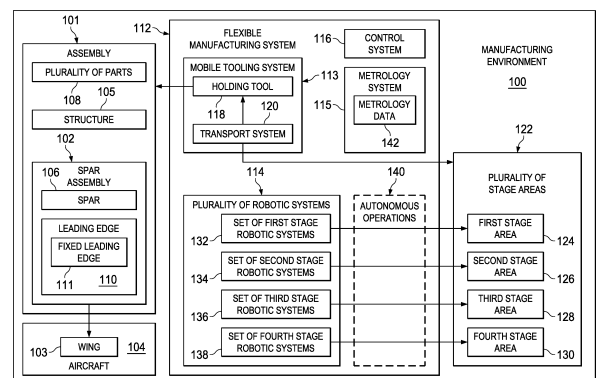 101
ASSEMBLY
PLURALITY OF PARTS
108
105
STRUCTURE
102
106
SPAR
ASSEMBLY
SPAR
LEADING EDGE
FIXED LEADING
EDGE
111
110
103
WING
104
AIRCRAFT
112
FLEXIBLE
MANUFACTURING SYSTEM
MOBILE TOOLING SYSTEM
113
HOLDING TOOL
118
120
TRANSPORT SYSTEM
116
CONTROL
SYSTEM
METROLOGY
SYSTEM
115
METROLOGY
DATA
142
MANUFACTURING
ENVIRONMENT
100
114
PLURALITY OF ROBOTIC SYSTEMS
SET OF FIRST STAGE
ROBOTIC SYSTEMS
132
SET OF SECOND STAGE
ROBOTIC SYSTEMS
134
SET OF THIRD STAGE
ROBOTIC SYSTEMS
136
SET OF FOURTH STAGE
ROBOTIC SYSTEMS
138
140
AUTONOMOUS
OPERATIONS
122
PLURALITY OF
STAGE AREAS
FIRST STAGE
AREA
124
SECOND STAGE
AREA
126
THIRD STAGE
AREA
128
FOURTH STAGE
AREA
130